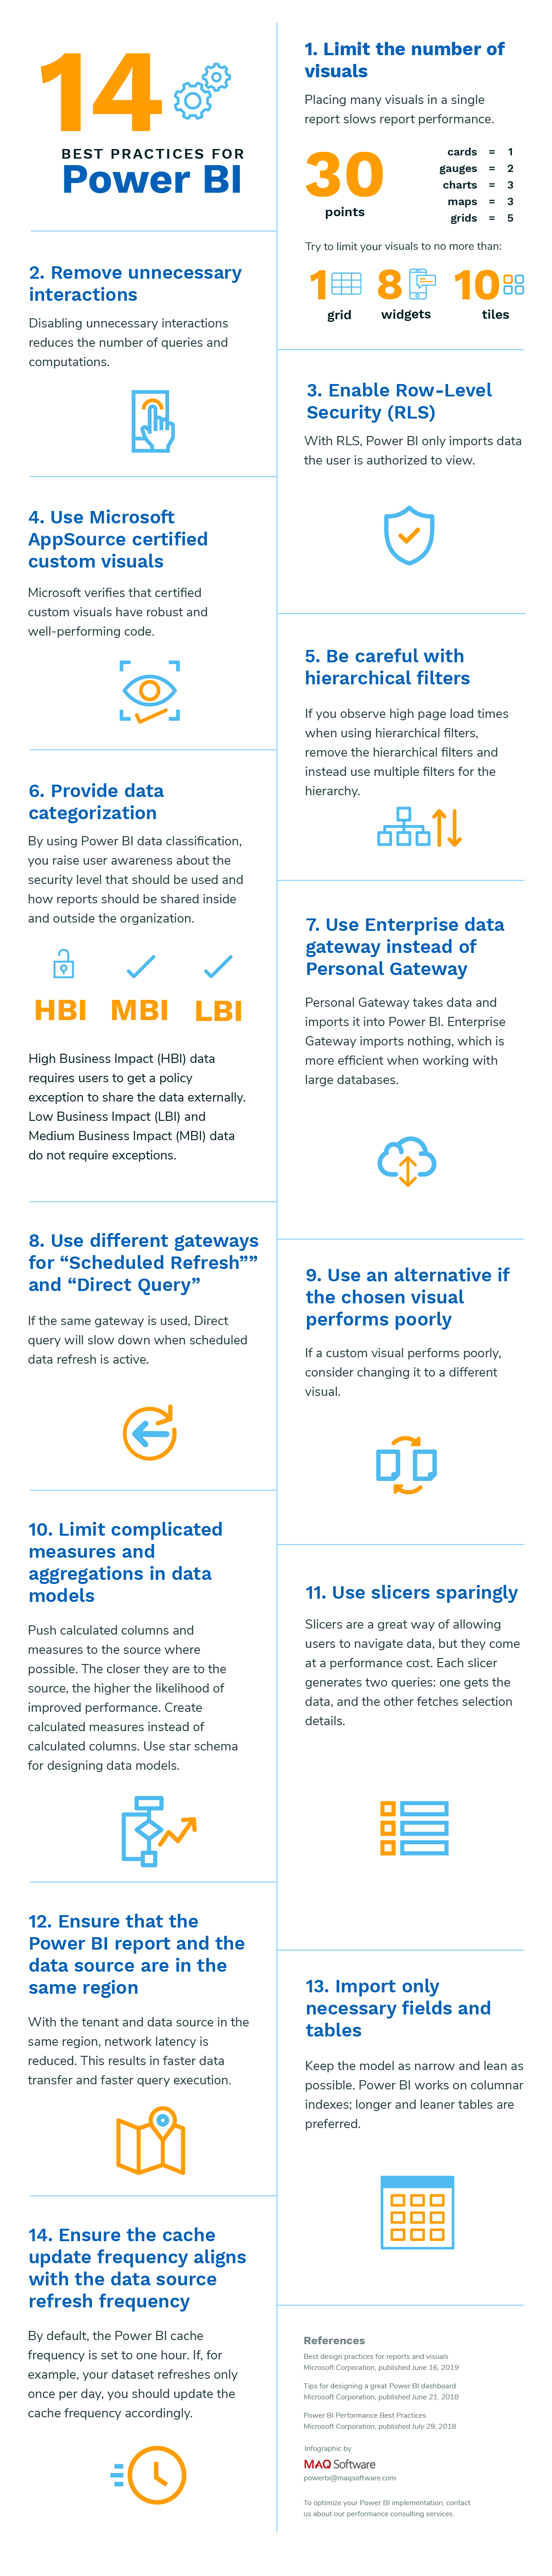 14
BEST PRACTICES FOR
Power BI
1. Limit the number of
visuals
Placing many visuals in a single
report slows report performance.
30
points
cards = 1
gauges = 2
charts = 3
maps = 3
grids = 5
Try to limit your visuals to no more than:
1 8 10
grid widgets tiles
2. Remove unnecessary
interactions
Disabling unnecessary interactions
reduces the number of queries and
computations.
3. Enable Row-Level
Security (RLS)
With RLS, Power BI only imports data
the user is authorized to view.
4. Use Microsoft
AppSource certified
custom visuals
Microsoft verifies that certified
custom visuals have robust and
well-performing code.
5. Be careful with
hierarchical filters
If you observe high page load times
when using hierarchical filters,
remove the hierarchical filters and
instead use multiple filters for the
hierarchy.
6. Provide data
categorization
By using Power BI data classification,
you raise user awareness about the
security level that should be used and
how reports should be shared inside
and outside the organization.
HBI MBI LBI
High Business Impact (HBI) data
requires users to get a policy
exception to share the data externally.
Low Business Impact (LBI) and
Medium Business Impact (MBI) data
do not require exceptions.
7. Use Enterprise data
gateway instead of
Personal Gateway
Personal Gateway takes data and
imports it into Power BI. Enterprise
Gateway imports nothing, which is
more efficient when working with
large databases.
8. Use different gateways
for “Scheduled Refresh””
and “Direct Query”
If the same gateway is used, Direct
query will slow down when scheduled
data refresh is active.
9. Use an alternative if
the chosen visual
performs poorly
If a custom visual performs poorly,
consider changing it to a different
visual.
10. Limit complicated
measures and
aggregations in data
models
Push calculated columns and
measures to the source where
possible. The closer they are to the
source, the higher the likelihood of
improved performance. Create
calculated measures instead of
calculated columns. Use star schema
for designing data models.
11. Use slicers sparingly
Slicers are a great way of allowing
users to navigate data, but they come
at a performance cost. Each slicer
generates two queries: one gets the
data, and the other fetches selection
details.
12. Ensure that the
Power BI report and the
data source are in the
same region
With the tenant and data source in the
same region, network latency is
reduced. This results in faster data
transfer and faster query execution.
13. Import only
necessary fields and
tables
Keep the model as narrow and lean as
possible. Power BI works on columnar
indexes; longer and leaner tables are
preferred.
14. Ensure the cache
update frequency aligns
with the data source
refresh frequency
By default, the Power BI cache
frequency is set to one hour. If, for
example, your dataset refreshes only
once per day, you should update the
cache frequency accordingly.
References
Best design practices for reports and visuals
Microsoft Corporation, published June 16, 2019
Tips for designing a great Power BI dashboard
Microsoft Corporation, published June 21, 2018
Power BI Performance Best Practices
Microsoft Corporation, published July 29, 2018
Infographic by
MAQ Software
powerbi@maqsoftware.com
To optimize your Power BI implementation, contact
us about our performance consulting services.